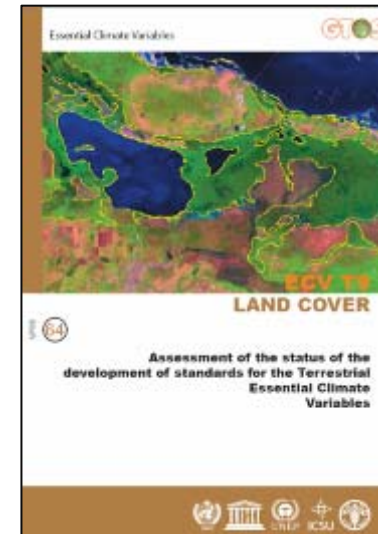 Essential Climate Variables
GTOS
ECV T9
LAND COVER
64
Assessment of the status of the
development of standards for the Terrestrial
Essential Climate
Variables
UNEP
ICSU